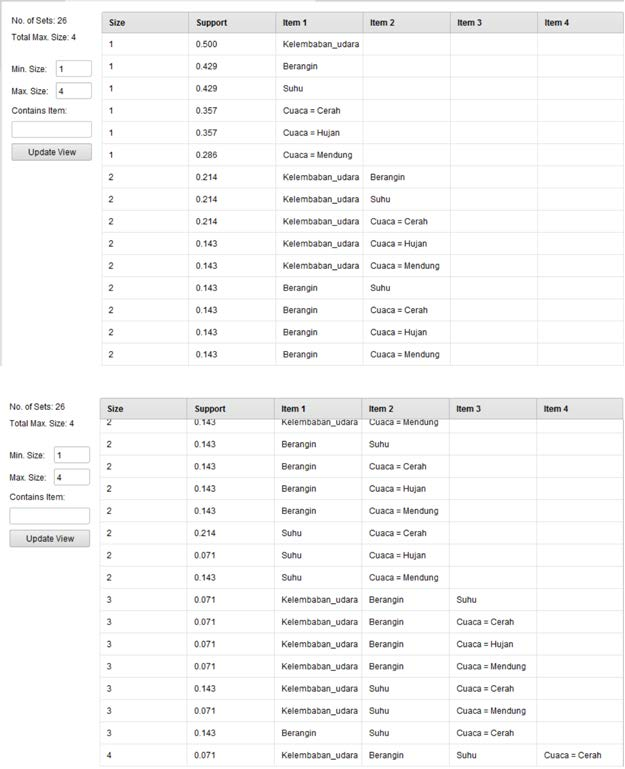 No. of Sets: 26
Total Max. Size: 4
Min. Size: 1
Max. Size: 4
Contains Item:
Update View
Size Support Item 1 Item 2 Item 3 Item 4
1 0.500 Kelembaban_udara
1 0.429 Berangin
1 0.429 Suhu
1 0.357 Cuaca = Cerah
1 0.357 Cuaca = Hujan
1 0.286 Cuaca = Mendung
2 0.214 Kelembaban_udara Berangin
2 0.214 Kelembaban_udara Suhu
2 0.214 Kelembaban_udara Cuaca = Cerah
2 0.143 Kelembaban_udara Cuaca = Hujan
2 0.143 Kelembaban_udara Cuaca = Mendung
2 0.143 Berangin Suhu
2 0.143 Berangin Cuaca = Cerah
2 0.143 Berangin Cuaca = Hujan
2 0.143 Berangin Cuaca = Mendung
No. of Sets: 26
Total Max. Size: 4
Min. Size: 1
Max. Size: 4
Contains Item:
Update View
Size Support Item 1 Item 2 Item 3 Item 4
2 0.143 Kelembaban_udara Cuaca = Mendung
2 0.143 Berangin Suhu
2 0.143 Berangin Cuaca = Cerah
2 0.143 Berangin Cuaca = Hujan
2 0.143 Berangin Cuaca = Mendung
2 0.214 Suhu Cuaca = Cerah
2 0.071 Suhu Cuaca = Hujan
2 0.143 Suhu Cuaca = Mendung
3 0.071 Kelembaban_udara Berangin Suhu
3 0.071 Kelembaban_udara Berangin Cuaca = Cerah
3 0.071 Kelembaban_udara Berangin Cuaca = Hujan
3 0.071 Kelembaban_udara Berangin Cuaca = Mendung
3 0.143 Kelembaban_udara Suhu Cuaca = Cerah
3 0.071 Kelembaban_udara Suhu Cuaca = Mendung
3 0.143 Berangin Suhu Cuaca = Cerah
4 0.071 Kelembaban_udara Berangin Suhu Cuaca = Cerah